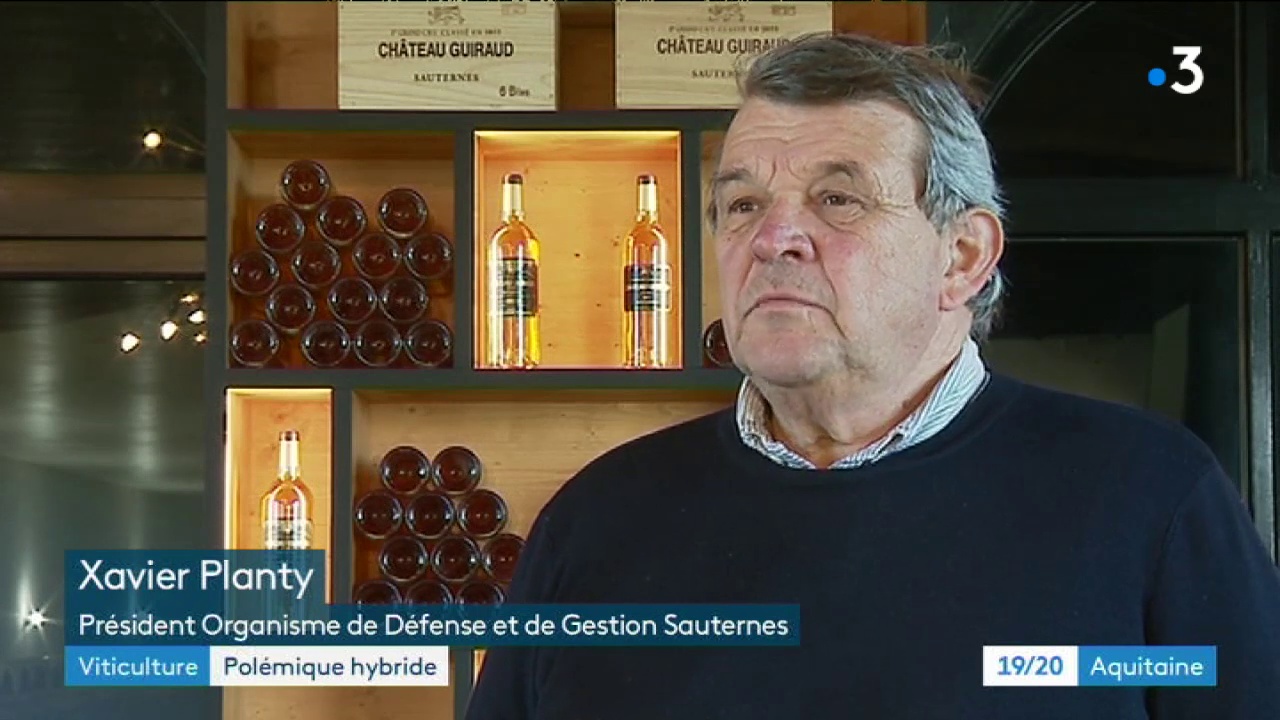 CHÂTEAU GUIRAUD
SAUTERNES
6 Btles
CHÂTEAU GUIRAUD
3
Xavier Planty
Président Organisme de Défense et de Gestion Sauternes
Viticulture Polémique hybride
19/20 Aquitaine